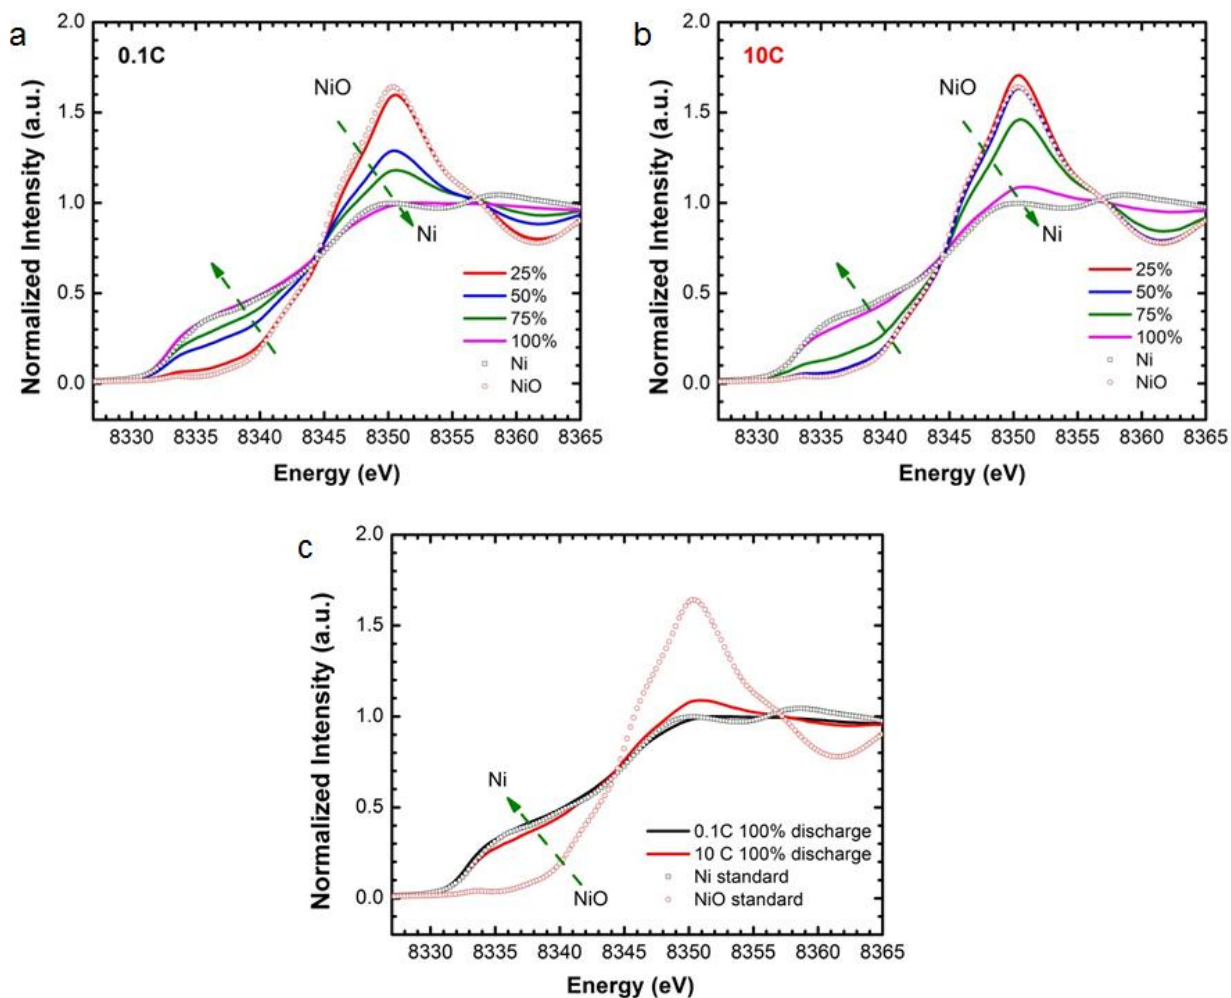 a
0.1C
NiO
Ni
25%
50%
75%
100%
Ni
NiO
Normalized Intensity (a.u.)
2.0
1.5
1.0
0.5
0.0
8330 8335 8340 8345 8350 8355 8360 8365
Energy (eV)
b
10C
NiO
Ni
25%
50%
75%
100%
Ni
NiO
Normalized Intensity (a.u.)
2.0
1.5
1.0
0.5
0.0
8330 8335 8340 8345 8350 8355 8360 8365
Energy (eV)
c
Ni
NiO
0.1C 100% discharge
10 C 100% discharge
Ni standard
NiO standard
Normalized Intensity (a.u.)
2.0
1.5
1.0
0.5
0.0
8330 8335 8340 8345 8350 8355 8360 8365
Energy (eV)